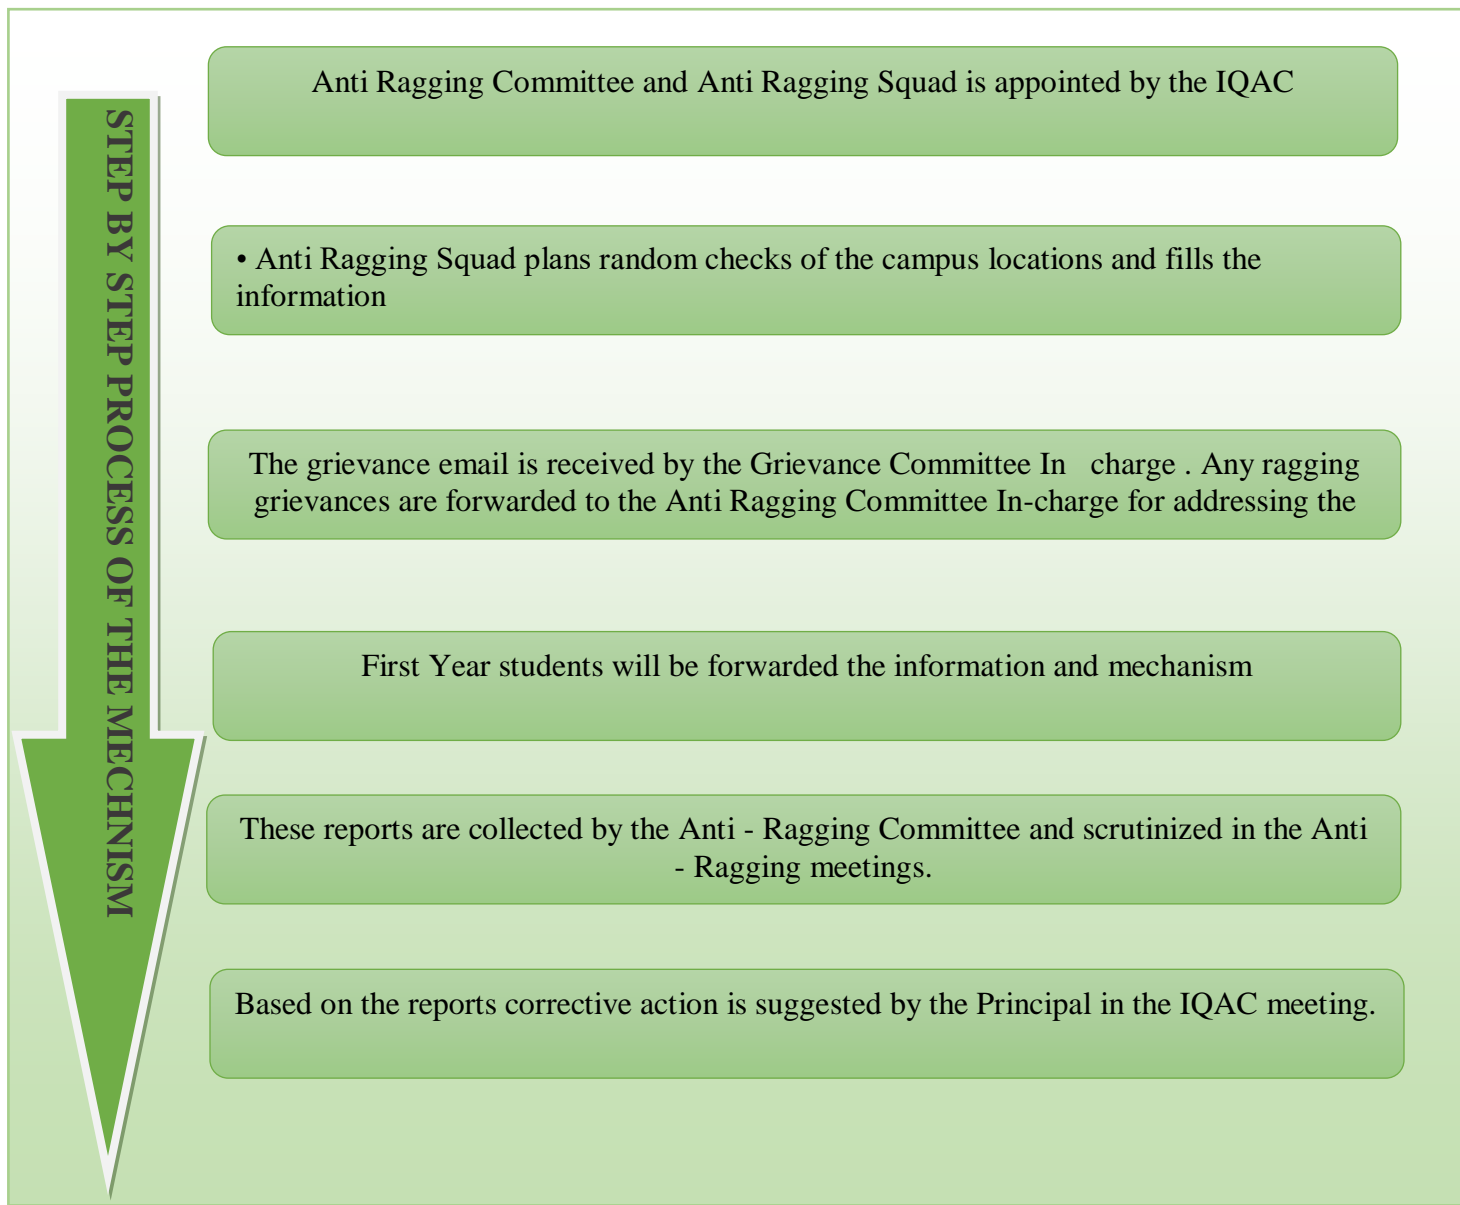 STEP BY STEP PROCESS OF THE MECHNISM
Anti Ragging Committee and Anti Ragging Squad is appointed by the IQAC
• Anti Ragging Squad plans random checks of the campus locations and fills the
information
The grievance email is received by the Grievance Committee In charge . Any ragging
grievances are forwarded to the Anti Ragging Committee In-charge for addressing the
First Year students will be forwarded the information and mechanism
These reports are collected by the Anti - Ragging Committee and scrutinized in the Anti
- Ragging meetings.
Based on the reports corrective action is suggested by the Principal in the IQAC meeting.